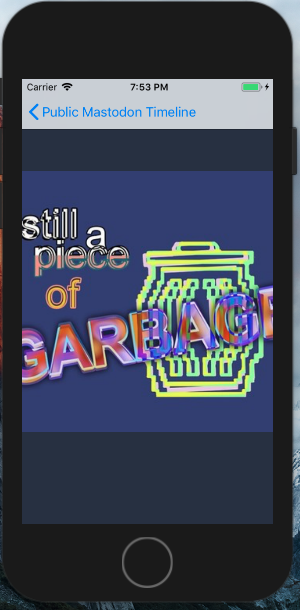 Carrier 7:53 PM
Public Mastodon Timeline
still a
piece
of
GARBAGE